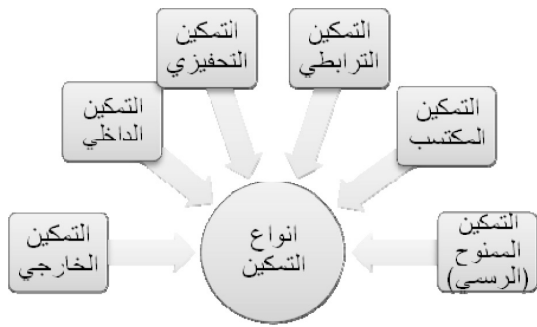 التمكين
الترابطي
التمكين
التحفيزي
التمكين
المكتسب
التمكين
الداخلي
التمكين
الممنوح
(الرسمي)
انواع
التمكين
التمكين
الخارجي